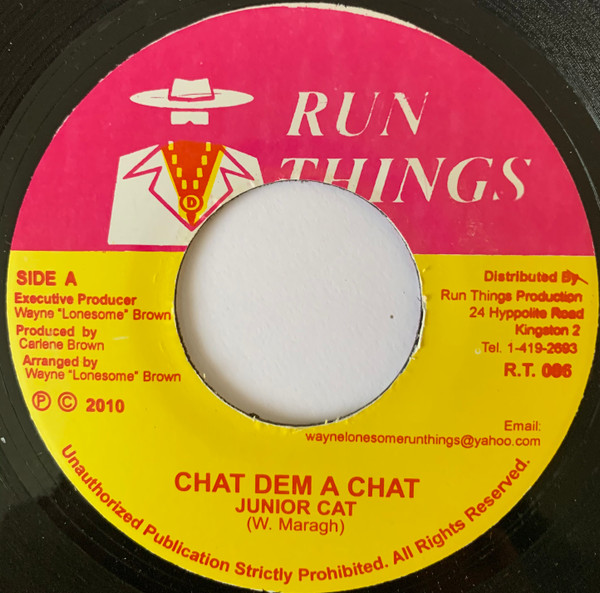 RUN
THINGS
D
SIDE A
Executive Producer
Wayne "Lonesome" Brown
Produced by
Carlene Brown
Arranged by
Wayne "Lonesome" Brown
℗ © 2010
Distributed By
Run Things Production
24 Hyppolite Road
Kingston 2
Tel. 1-419-2693
R.T. 086
Email:
waynelonesomerunthings@yahoo.com
CHAT DEM A CHAT
JUNIOR CAT
(W. Maragh)
Unauthorized Publication Strictly Prohibited. All Rights Reserved.